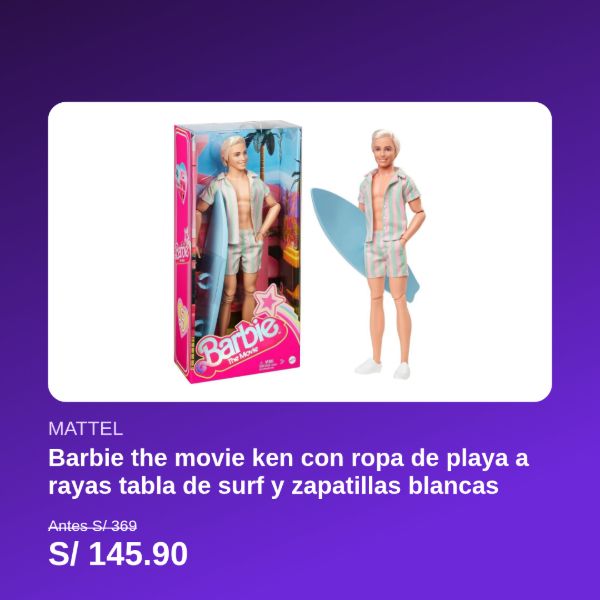 Barbie
The Movie
MATTEL
Barbie the movie ken con ropa de playa a
rayas tabla de surf y zapatillas blancas
Antes S/ 369
S/ 145.90